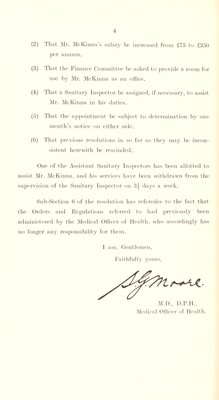 4
(2) That Mr. McKinna's salary be increased from £75 to £350
per annum.
(3) That the Finance Committee be asked to provide a room for
use by Mr. McKinna as an office.
(4) That a Sanitary Inspector be assigned, if necessary, to assist
Mr. McKinna in his duties.
(5) That the appointment be subject to determination by one
month's notice on either side.
(6) That previous resolutions in so far as they may be incon-
sistent herewith be rescinded.
One of the Assistant Sanitary Inspectors has been allotted to
assist Mr. McKinna, and his services have been withdrawn from the
supervision of the Sanitary Inspector on 3½ days a week.
Sub-Section 6 of the resolution has reference to the fact that
the Orders and Regulations referred to had previously been
administered by the Medical Officer of Health, who accordingly has
no longer any responsibility for them.
I am, Gentlemen,
Faithfully yours,
S G Moore.
M.D., D.P.H.,
Medical Officer of Health.